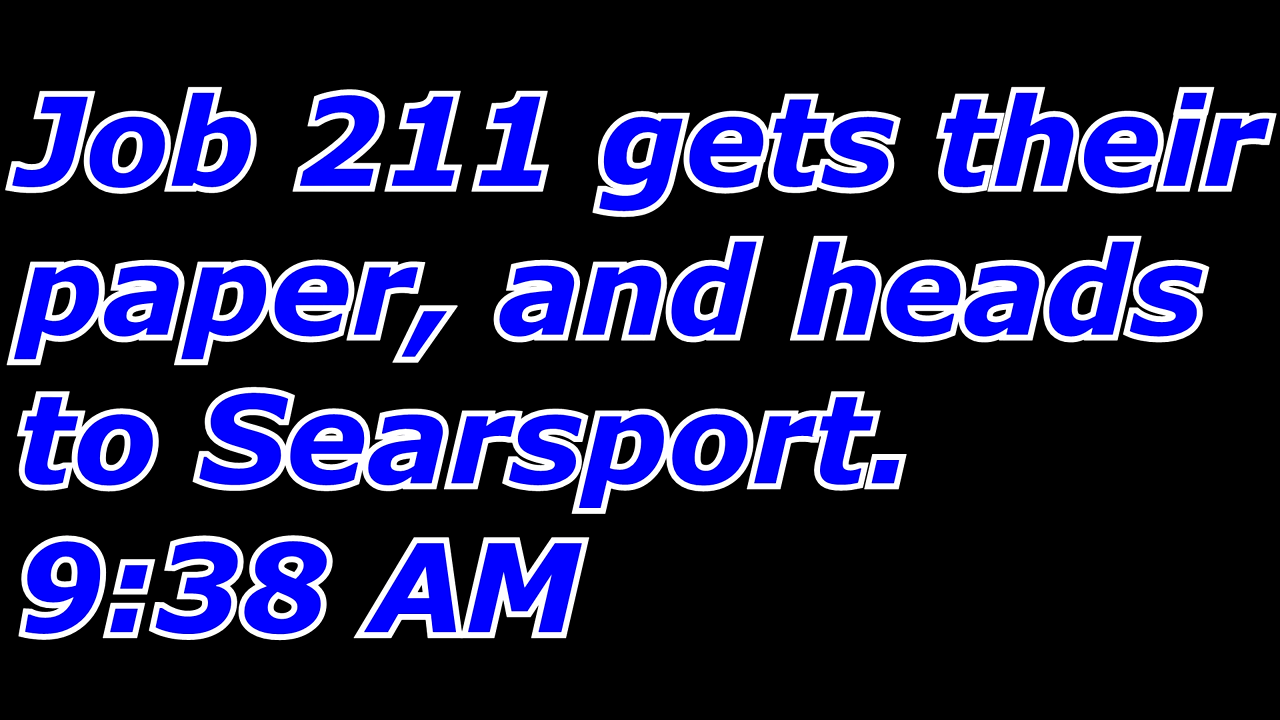 Job 211 gets their
paper, and heads
to Searsport.
9:38 AM